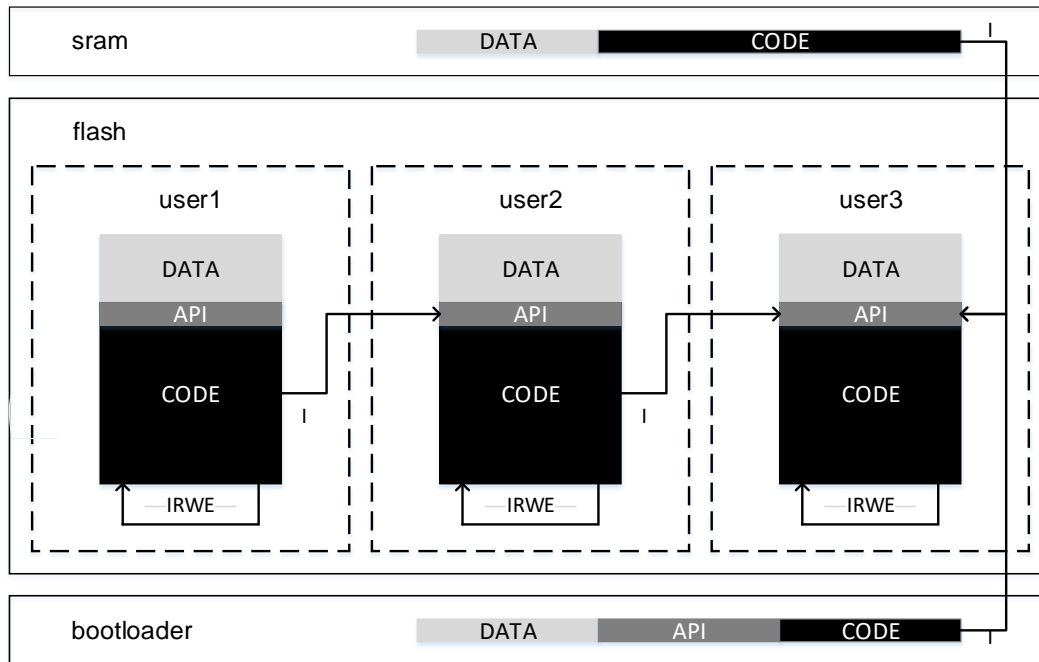 sram
DATA CODE
I
flash
user1 user2 user3
DATA DATA DATA
API API API
CODE CODE CODE
I I
IRWE IRWE IRWE
bootloader
DATA API CODE
I